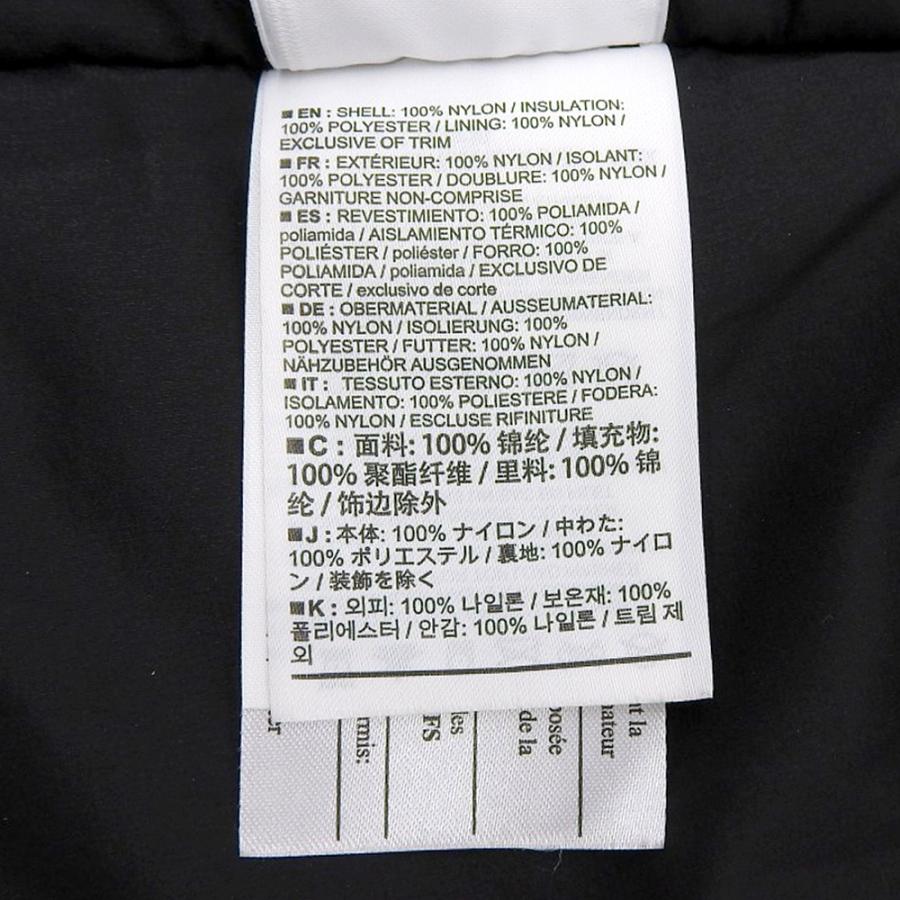 EN : SHELL: 100% NYLON / INSULATION:
100% POLYESTER / LINING: 100% NYLON /
EXCLUSIVE OF TRIM
FR : EXTÉRIEUR: 100% NYLON / ISOLANT:
100% POLYESTER / DOUBLURE: 100% NYLON /
GARNITURE NON-COMPRISE
ES : REVESTIMIENTO: 100% POLIAMIDA /
poliamida / AISLAMIENTO TÉRMICO: 100%
POLIÉSTER / poliéster / FORRO: 100%
POLIAMIDA / poliamida / EXCLUSIVO DE
CORTE / exclusivo de corte
DE : OBERMATERIAL / AUSSEUMATERIAL:
100% NYLON / ISOLIERUNG: 100%
POLYESTER / FUTTER: 100% NYLON /
NÄHZUBEHÖR AUSGENOMMEN
IT : TESSUTO ESTERNO: 100% NYLON /
ISOLAMENTO: 100% POLIESTERE / FODERA:
100% NYLON / ESCLUSE RIFINITURE
C : 面料: 100% 锦纶 / 填充物:
100% 聚酯纤维 / 里料: 100% 锦
纶 / 饰边除外
J : 本体: 100% ナイロン / 中わた:
100% ポリエステル / 裏地: 100% ナイロ
ン / 装飾を除く
K : 외피: 100% 나일론 / 보온재: 100%
폴리에스터 / 안감: 100% 나일론 / 트림 제
외
nt la
nateur
posée
de la
les
FS
mis:
er